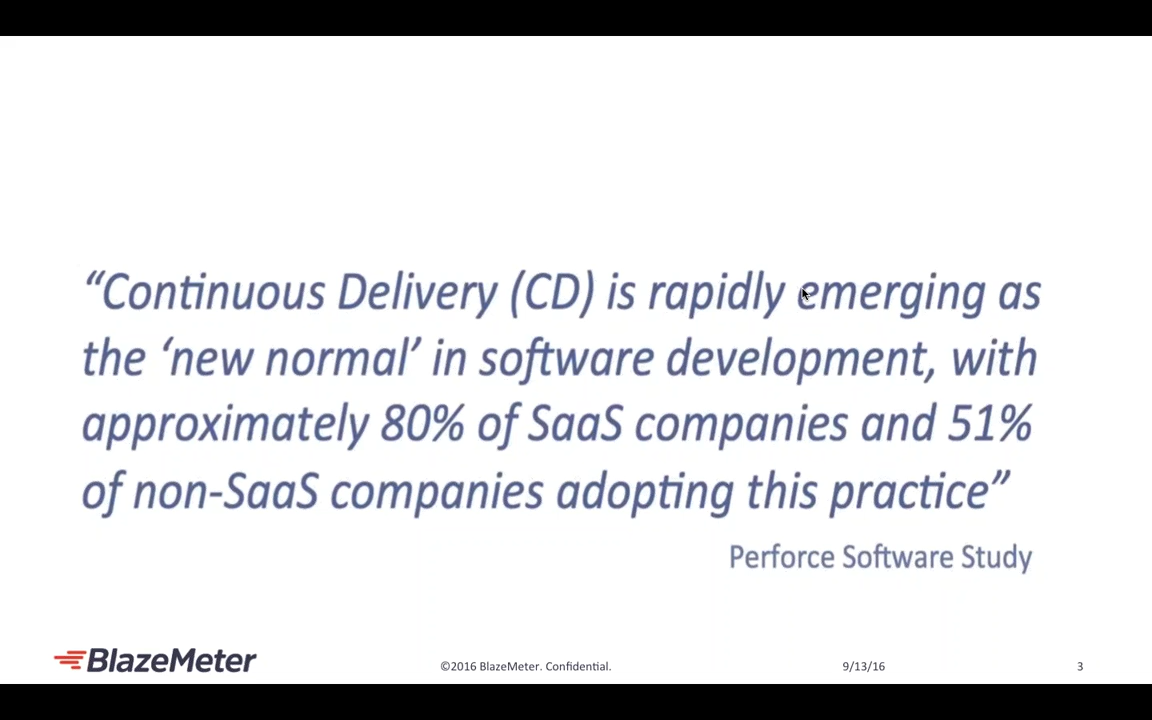 “Continuous Delivery (CD) is rapidly emerging as
the ‘new normal’ in software development, with
approximately 80% of SaaS companies and 51%
of non-SaaS companies adopting this practice”
Perforce Software Study
BlazeMeter
©2016 BlazeMeter. Confidential.
9/13/16
3